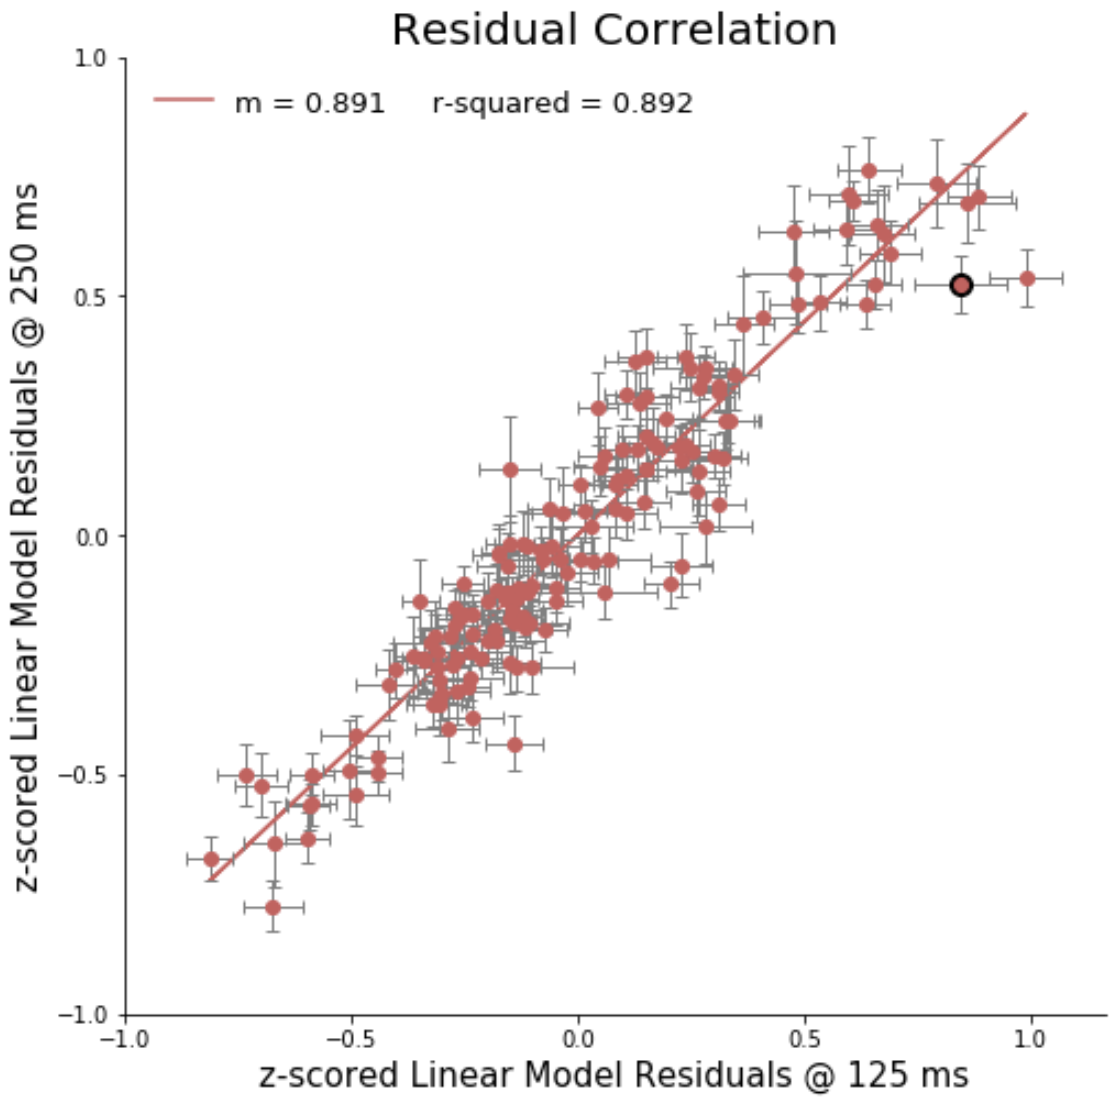 Residual Correlation
m = 0.891 r-squared = 0.892
z-scored Linear Model Residuals @ 250 ms
1.0
0.5
0.0
−0.5
−1.0
−1.0 −0.5 0.0 0.5 1.0
z-scored Linear Model Residuals @ 125 ms